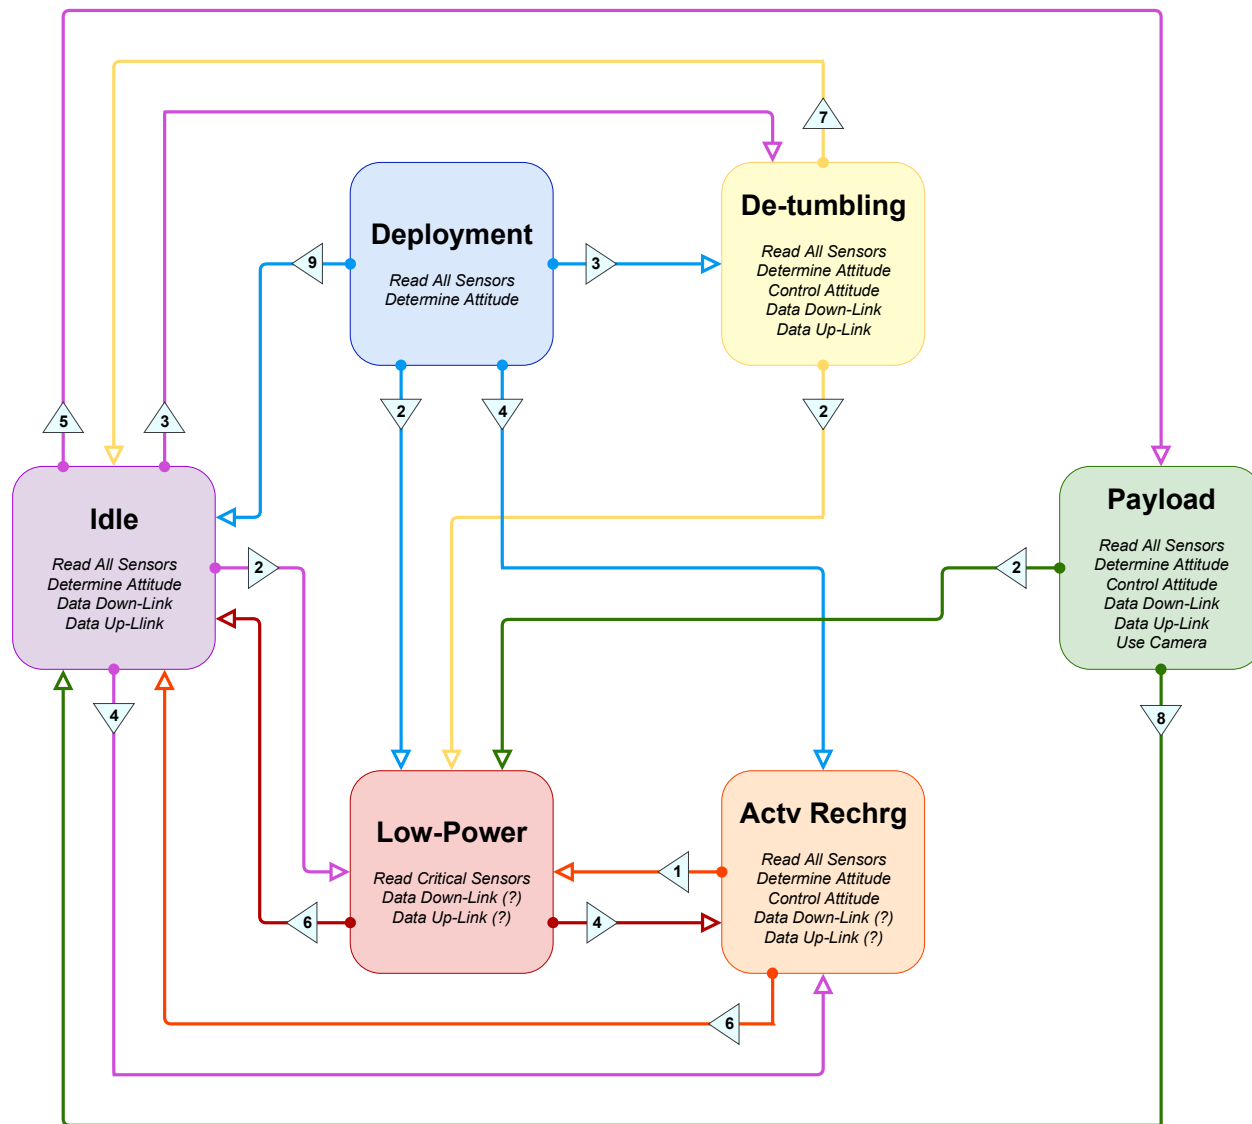 7
Deployment
Read All Sensors
Determine Attitude
De-tumbling
Read All Sensors
Determine Attitude
Control Attitude
Data Down-Link
Data Up-Link
9
3
5
3
2
4
2
Idle
Read All Sensors
Determine Attitude
Data Down-Link
Data Up-Llink
2
2
Payload
Read All Sensors
Determine Attitude
Control Attitude
Data Down-Link
Data Up-Link
Use Camera
4
8
Low-Power
Read Critical Sensors
Data Down-Link (?)
Data Up-Link (?)
1
4
6
Actv Rechrg
Read All Sensors
Determine Attitude
Control Attitude
Data Down-Link (?)
Data Up-Link (?)
6